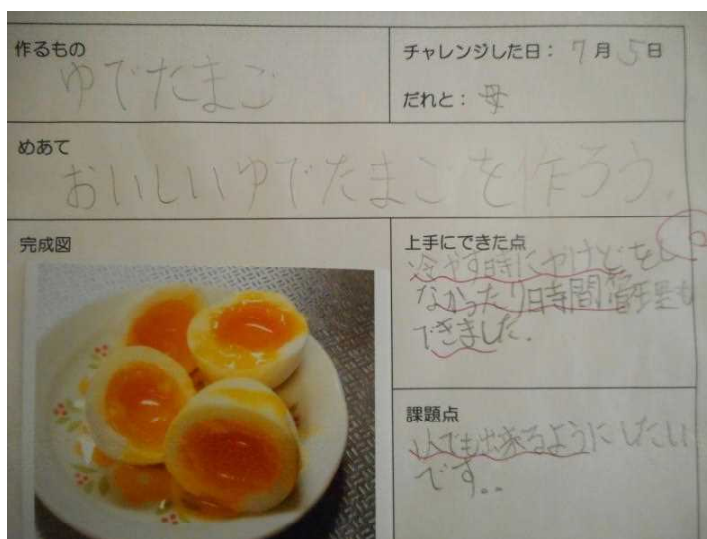 作るもの
ゆでたまご
チャレンジした日：7月5日
だれと：母
めあて
おいしいゆでたまごを作ろう。
完成図
上手にできた点
冷やす時にやけどをし
なかったり時間管理も
できました.
課題点
1人でも出来るようにしたい
です..